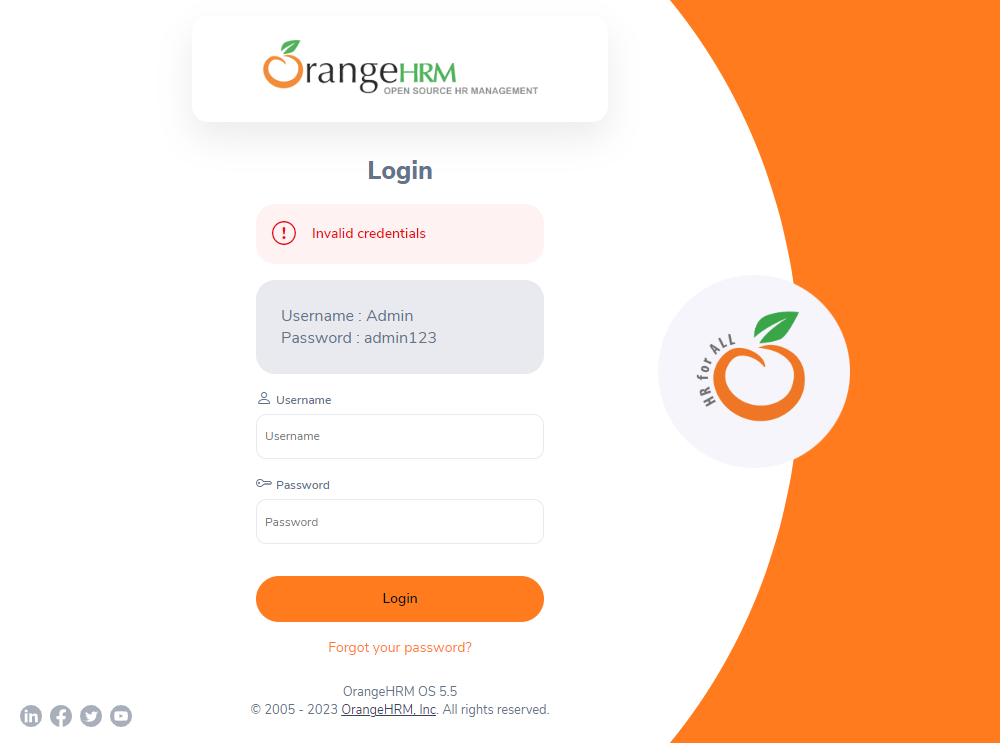 OrangeHRM
OPEN SOURCE HR MANAGEMENT
Login
Invalid credentials
Username : Admin
Password : admin123
Username
Username
Password
Password
Login
Forgot your password?
OrangeHRM OS 5.5
© 2005 - 2023 OrangeHRM, Inc. All rights reserved.
HR for ALL